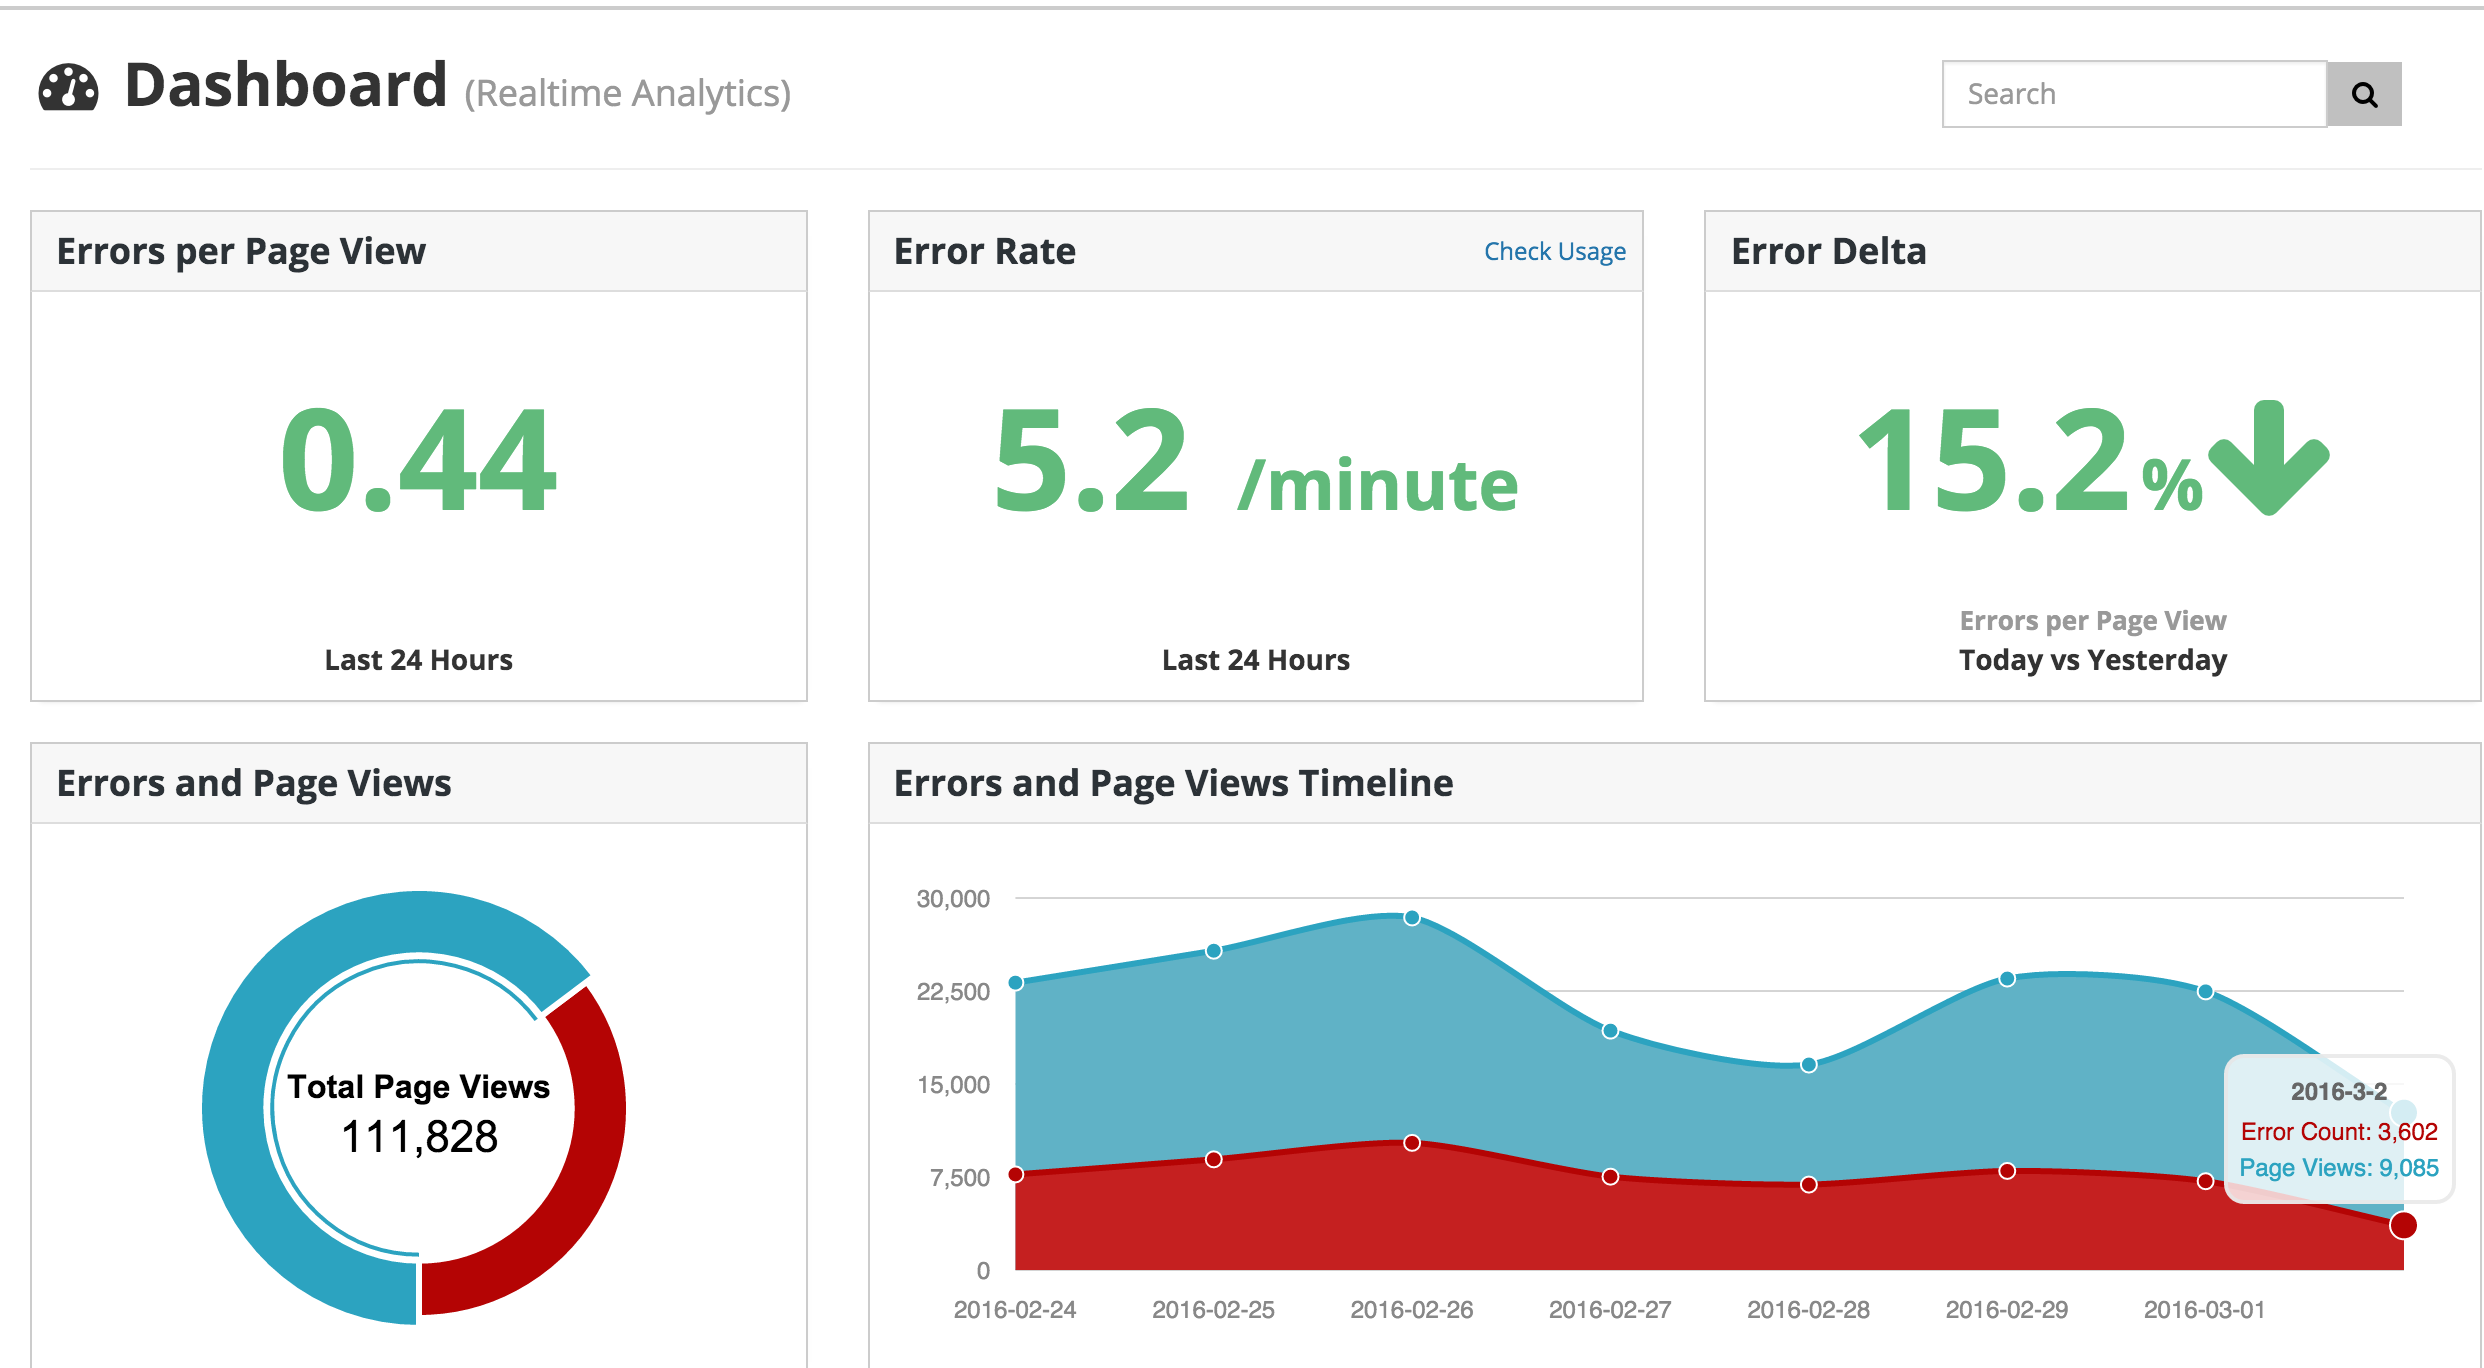 Dashboard (Realtime Analytics)
Search
Errors per Page View
0.44
Last 24 Hours
Error Rate
Check Usage
5.2 /minute
Last 24 Hours
Error Delta
15.2%
Errors per Page View
Today vs Yesterday
Errors and Page Views
Total Page Views
111,828
Errors and Page Views Timeline
30,000
22,500
15,000
7,500
0
2016-3-2
Error Count: 3,602
Page Views: 9,085
2016-02-24
2016-02-25
2016-02-26
2016-02-27
2016-02-28
2016-02-29
2016-03-01